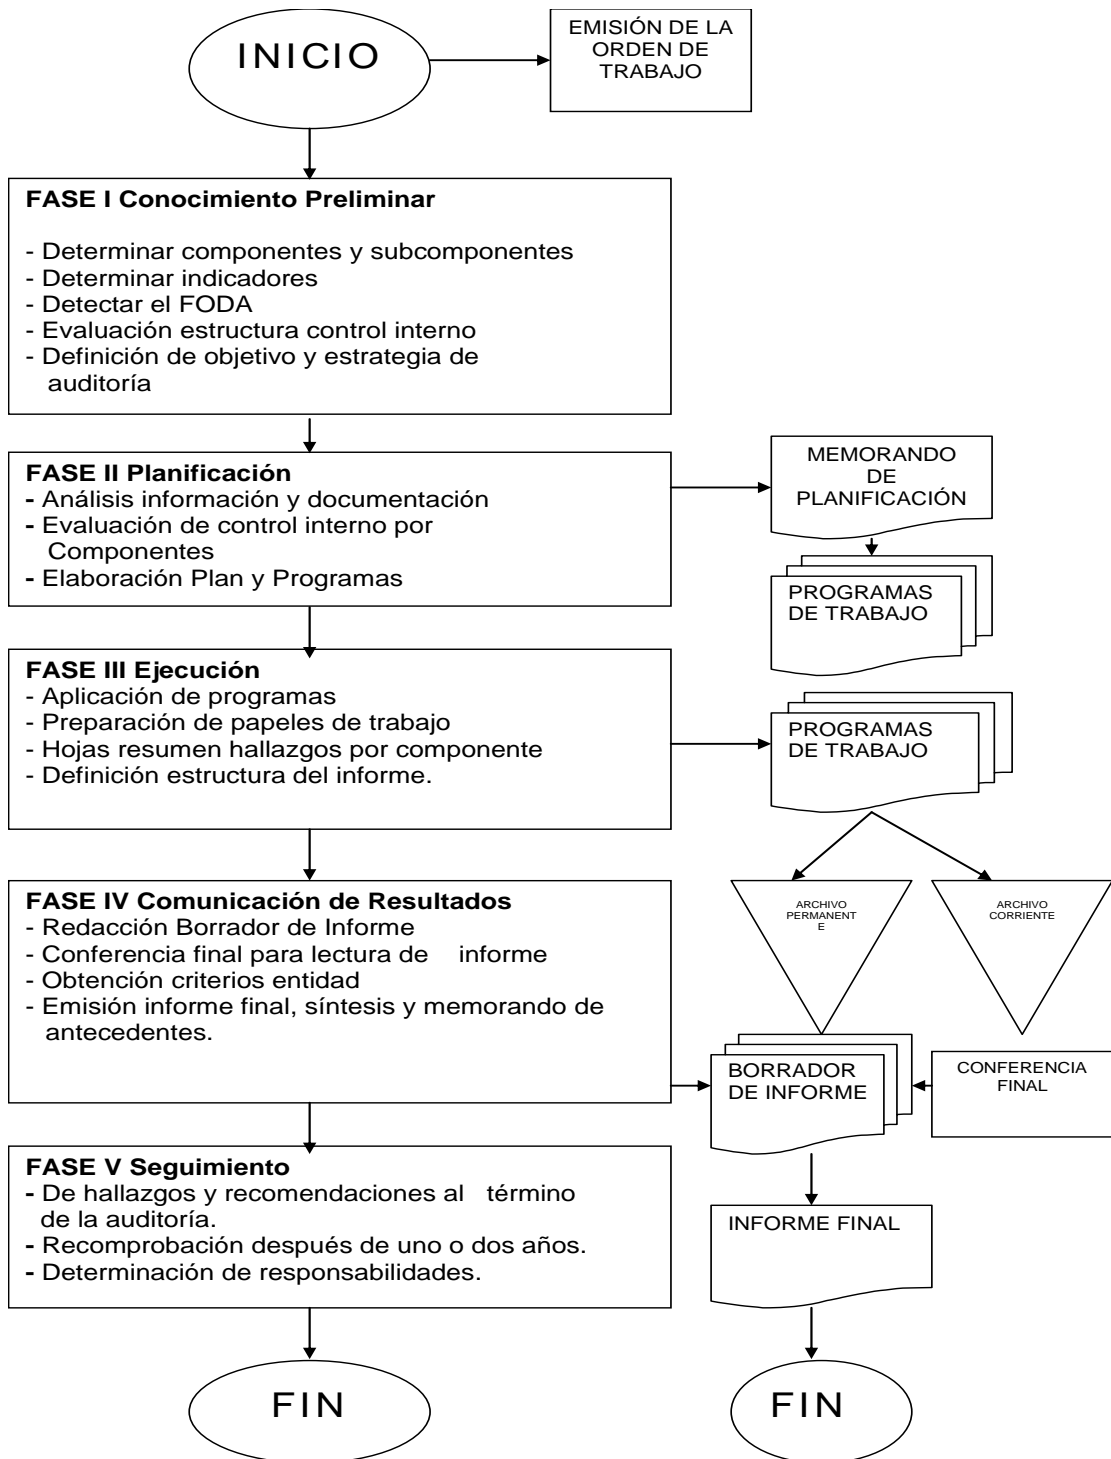 INICIO
EMISIÓN DE LA
ORDEN DE
TRABAJO
FASE I Conocimiento Preliminar
- Determinar componentes y subcomponentes
- Determinar indicadores
- Detectar el FODA
- Evaluación estructura control interno
- Definición de objetivo y estrategia de
auditoría
FASE II Planificación
- Análisis información y documentación
- Evaluación de control interno por
Componentes
- Elaboración Plan y Programas
MEMORANDO
DE
PLANIFICACIÓN
PROGRAMAS
DE TRABAJO
FASE III Ejecución
- Aplicación de programas
- Preparación de papeles de trabajo
- Hojas resumen hallazgos por componente
- Definición estructura del informe.
PROGRAMAS
DE TRABAJO
ARCHIVO
PERMANENT
E
ARCHIVO
CORRIENTE
FASE IV Comunicación de Resultados
- Redacción Borrador de Informe
- Conferencia final para lectura de informe
- Obtención criterios entidad
- Emisión informe final, síntesis y memorando de
antecedentes.
BORRADOR
DE INFORME
CONFERENCIA
FINAL
FASE V Seguimiento
- De hallazgos y recomendaciones al término
de la auditoría.
- Recomprobación después de uno o dos años.
- Determinación de responsabilidades.
INFORME FINAL
FIN
FIN